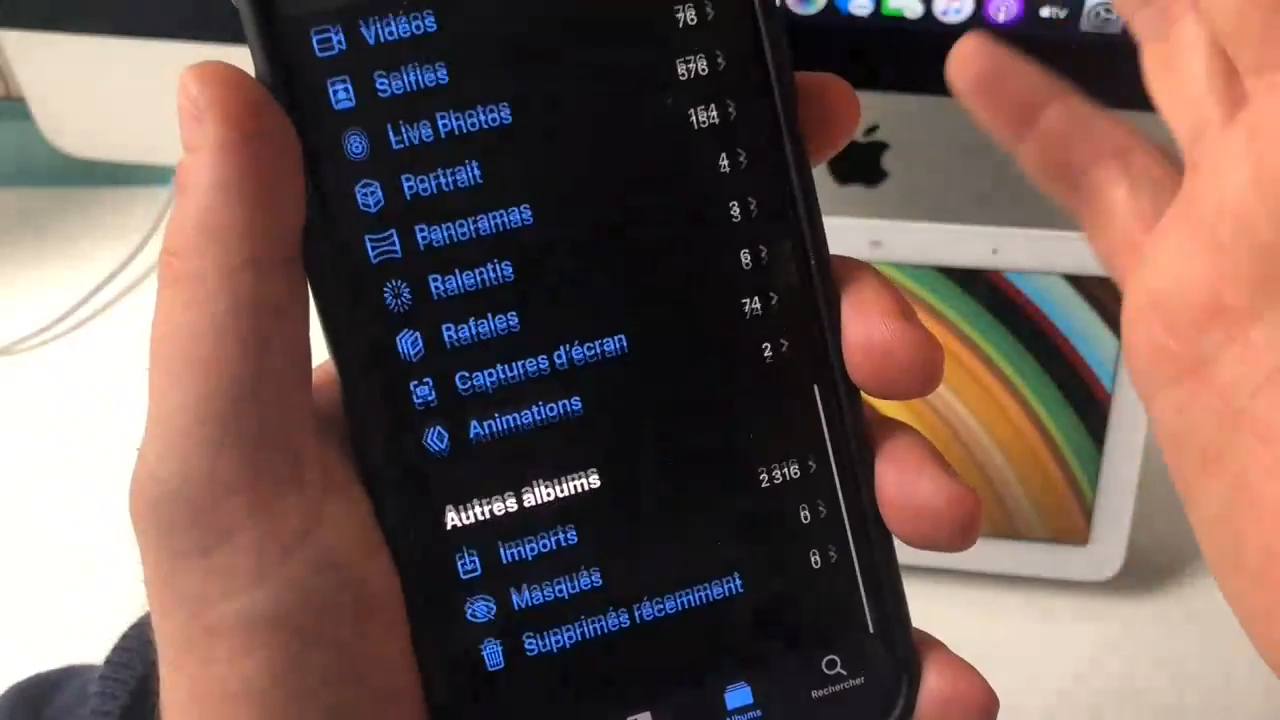 Vidéos 76
Selfies 576
Live Photos 154
Portrait 4
Panoramas 3
Ralentis 6
Rafales 74
Captures d'écran 2
Animations
Autres albums
Imports 2 316
Masqués 0
Supprimés récemment 0
Albums
Rechercher
tv